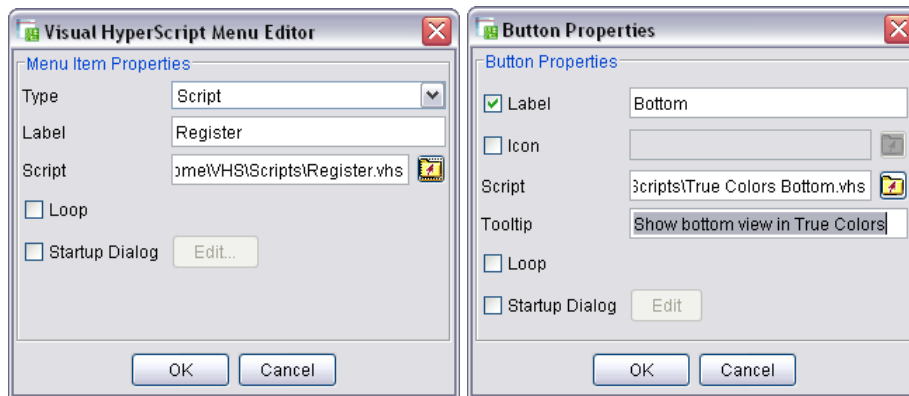 Visual HyperScript Menu Editor
Menu Item Properties
Type Script
Label Register
Script ome\VHS\Scripts\Register.vhs
Loop
Startup Dialog Edit...
OK Cancel
Button Properties
Button Properties
Label Bottom
Icon
Script Scripts\True Colors Bottom.vhs
Tooltip Show bottom view in True Colors
Loop
Startup Dialog Edit
OK Cancel